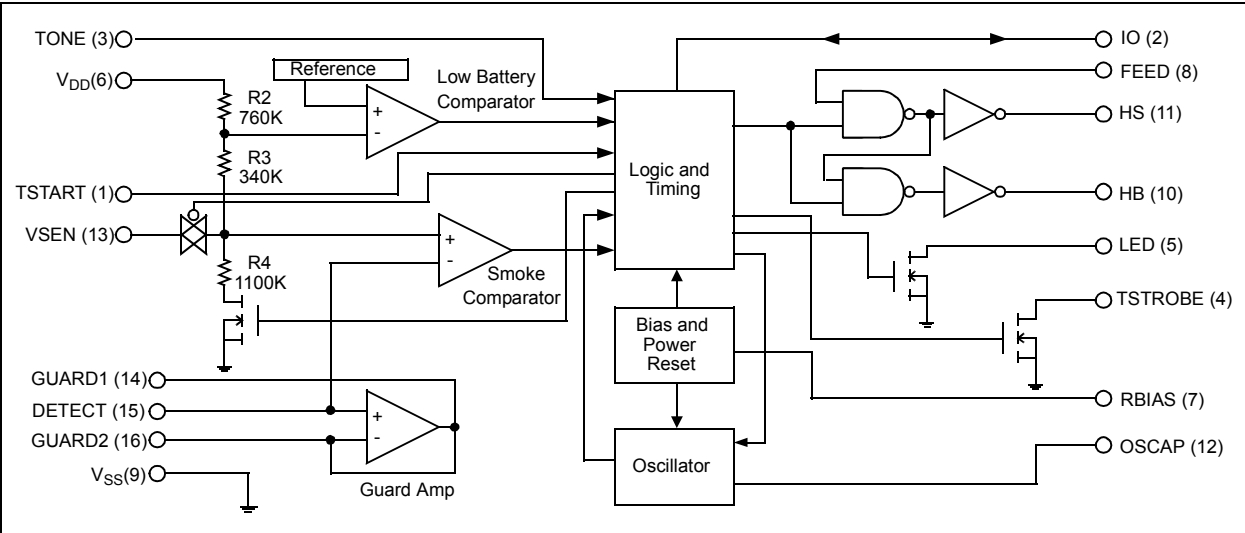 TONE (3)
IO (2)
Reference
FEED (8)
VDD(6)
Low Battery
Comparator
R2
760K
+
-
HS (11)
R3
340K
Logic and
Timing
TSTART (1)
HB (10)
VSEN (13)
+
-
LED (5)
R4
1100K
Smoke
Comparator
TSTROBE (4)
Bias and
Power
Reset
GUARD1 (14)
RBIAS (7)
DETECT (15)
+
-
GUARD2 (16)
OSCAP (12)
Oscillator
VSS(9)
Guard Amp